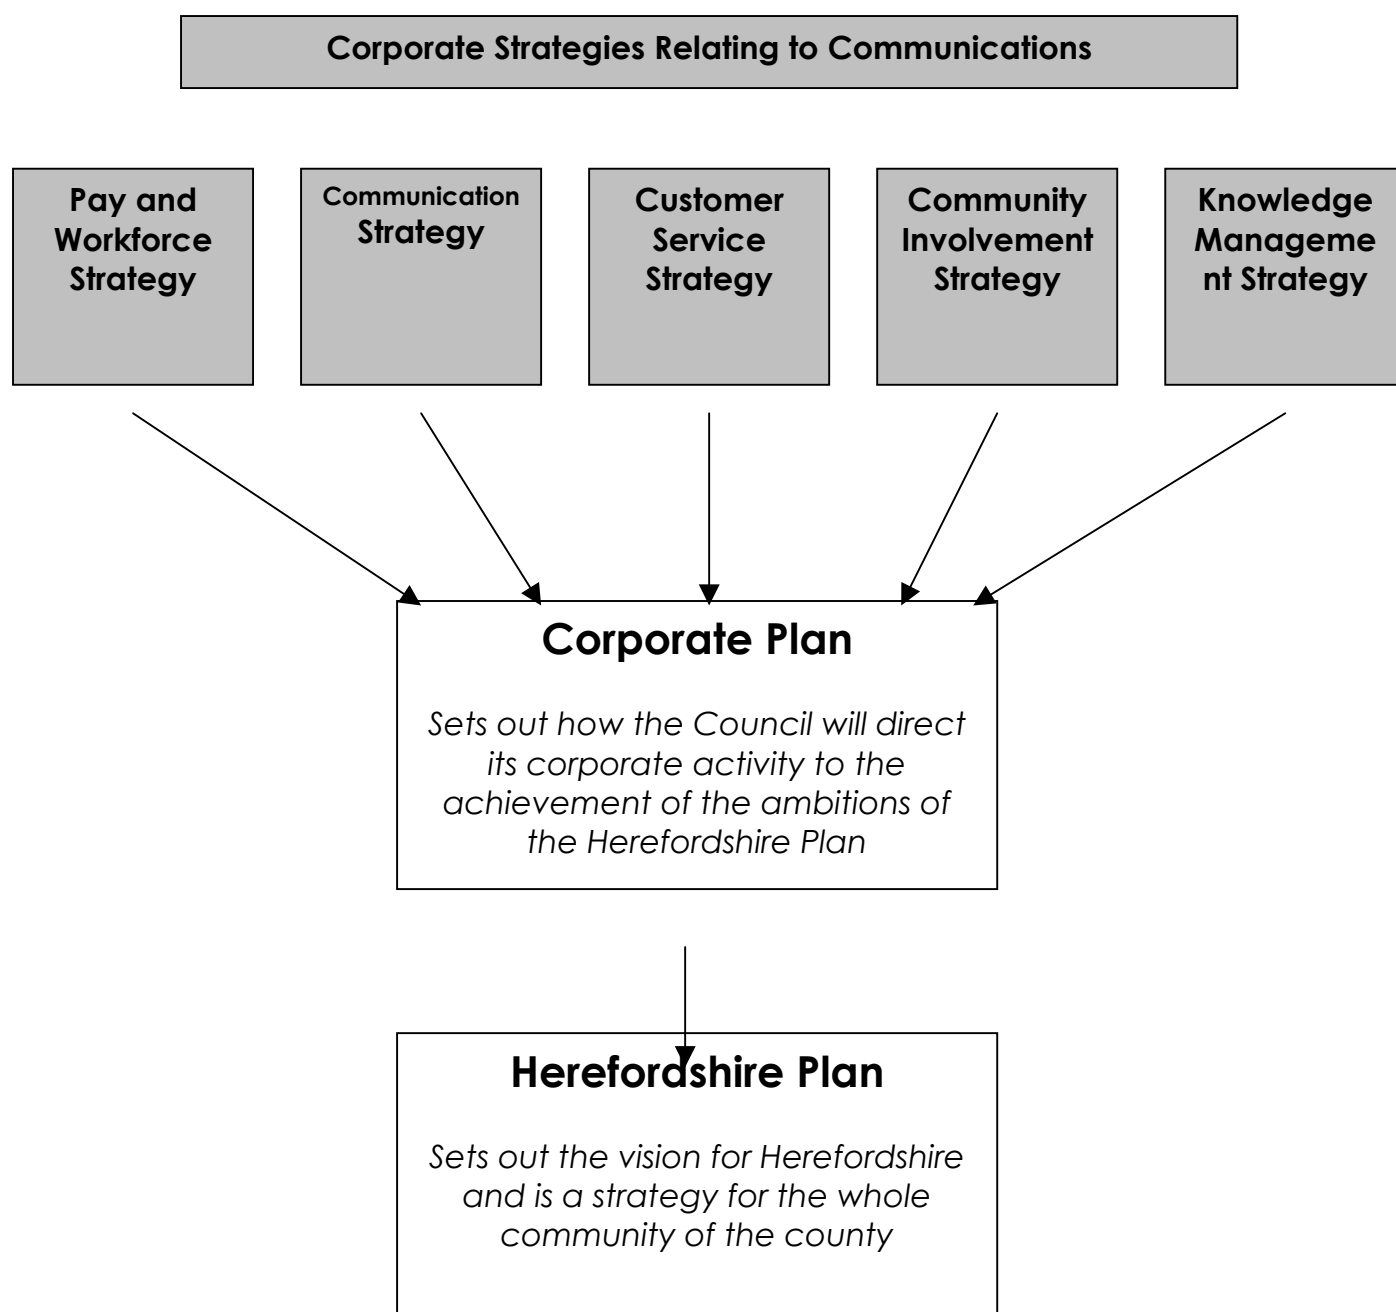 Corporate Strategies Relating to Communications
Pay and
Workforce
Strategy
Communication
Strategy
Customer
Service
Strategy
Community
Involvement
Strategy
Knowledge
Manageme
nt Strategy
Corporate Plan
Sets out how the Council will direct
its corporate activity to the
achievement of the ambitions of
the Herefordshire Plan
Herefordshire Plan
Sets out the vision for Herefordshire
and is a strategy for the whole
community of the county